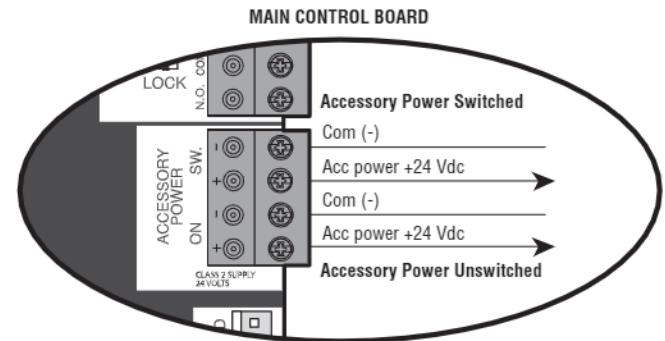 MAIN CONTROL BOARD
LOCK
N.O.
Accessory Power Switched
- Com (-)
SW.
+ Acc power +24 Vdc
ACCESSORY
POWER
- Com (-)
ON
+ Acc power +24 Vdc
CLASS 2 SUPPLY
24 VOLTS
Accessory Power Unswitched